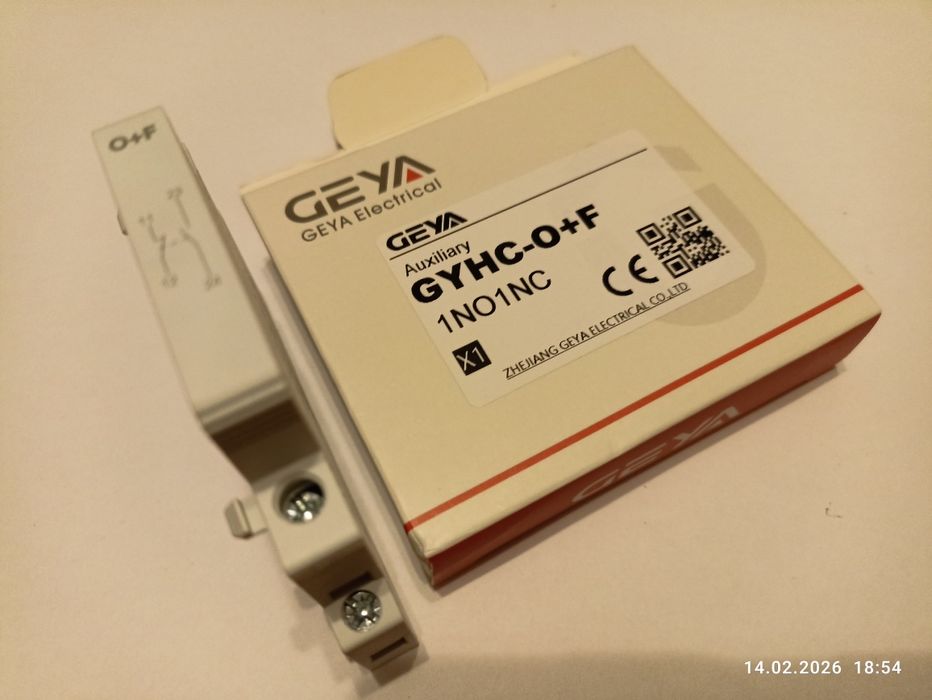 O+F
GEYA
GEYA Electrical
GEYA
Auxiliary
GYHC-O+F
1NO1NC
CE
X1
ZHEJIANG GEYA ELECTRICAL CO.,LTD
GEYA
14.02.2026 18:54